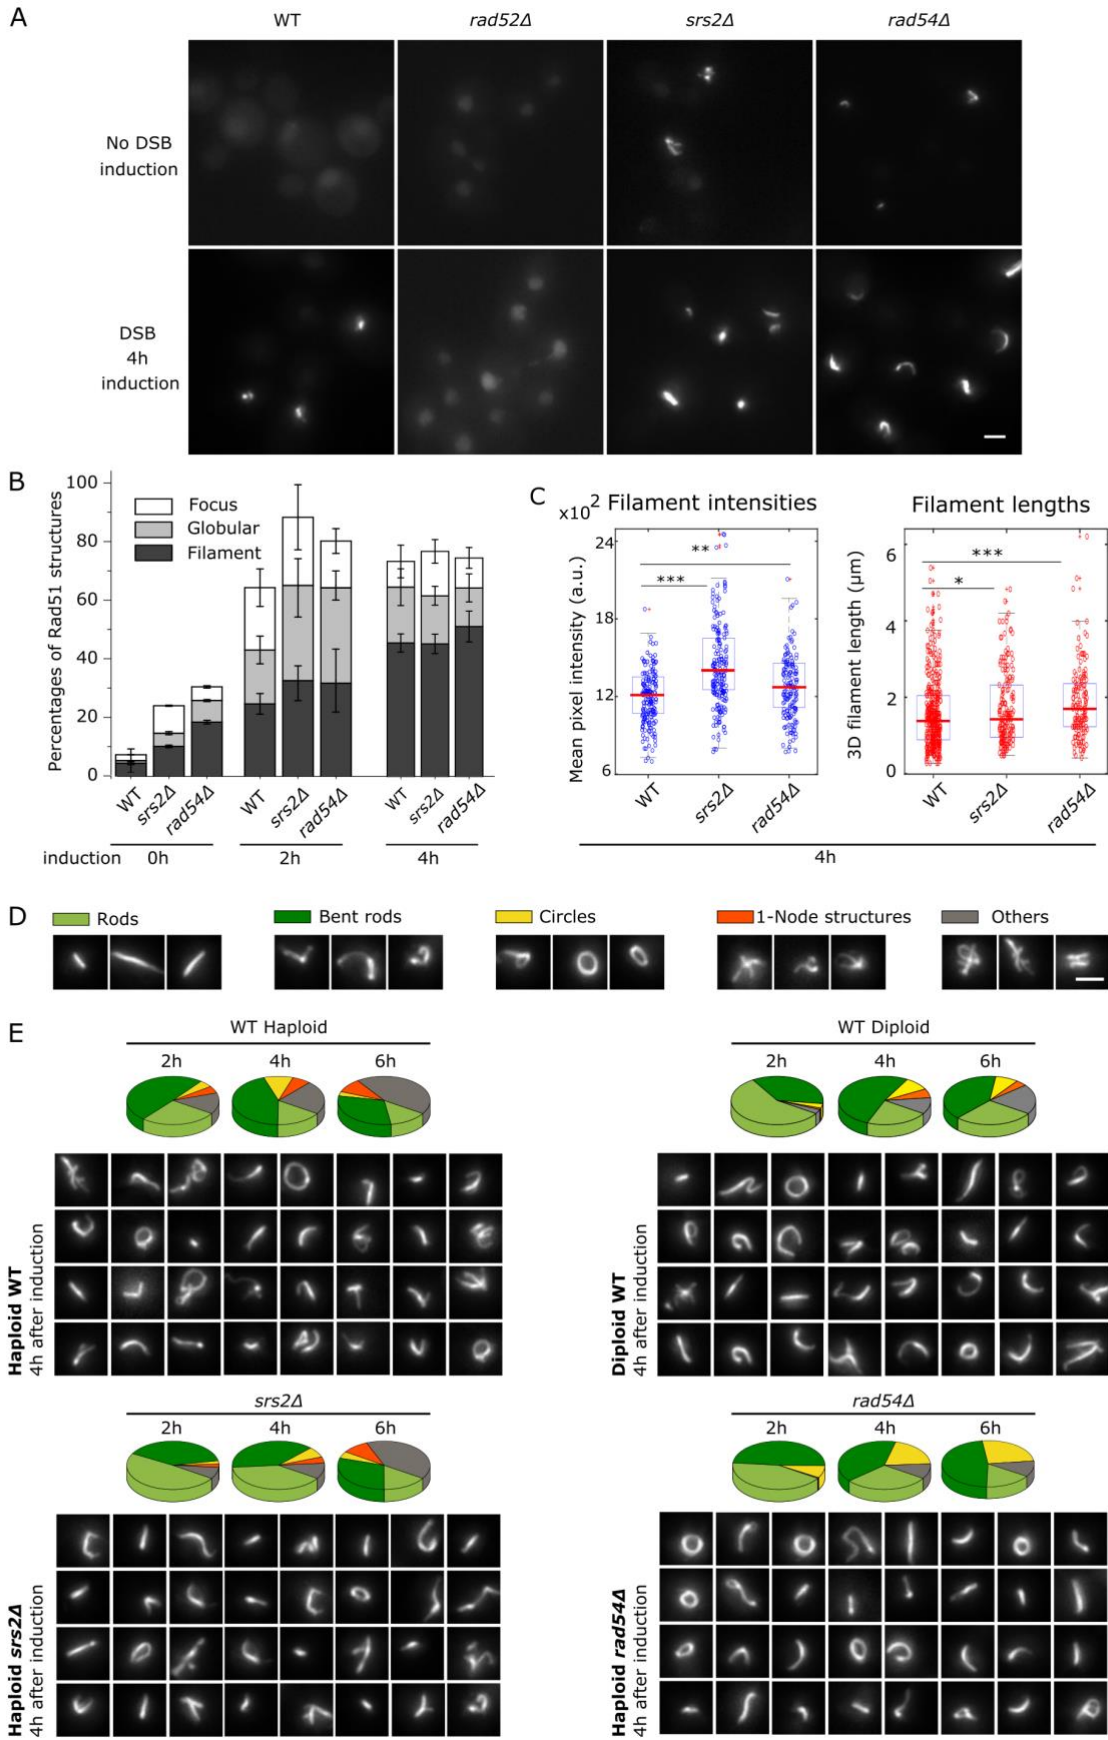 A
WT
rad52Δ
srs2Δ
rad54Δ
No DSB
induction
DSB
4h
induction
B
Percentages of Rad51 structures
100
80
60
40
20
0
Focus
Globular
Filament
WT
srs2Δ
rad54Δ
WT
srs2Δ
rad54Δ
WT
srs2Δ
rad54Δ
induction
0h
2h
4h
C
x10²
Filament intensities
Mean pixel intensity (a.u.)
24
18
12
6
**
***
WT
srs2Δ
rad54Δ
Filament lengths
3D filament length (μm)
6
4
2
0
***
*
WT
srs2Δ
rad54Δ
4h
D
Rods
Bent rods
Circles
1-Node structures
Others
E
WT Haploid
2h
4h
6h
Haploid WT
4h after induction
WT Diploid
2h
4h
6h
Diploid WT
4h after induction
srs2Δ
2h
4h
6h
Haploid srs2Δ
4h after induction
rad54Δ
2h
4h
6h
Haploid rad54Δ
4h after induction